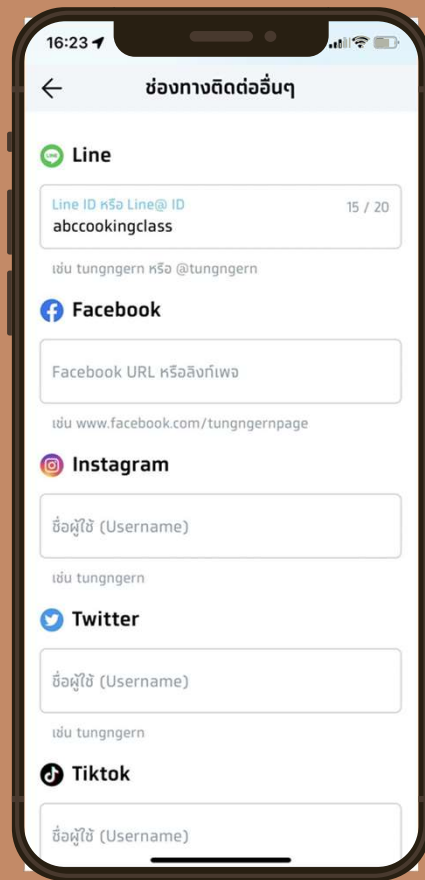 16:23
ช่องทางติดต่ออื่นๆ
Line
Line ID หรือ Line@ ID
15 / 20
abccookingclass
เช่น tungngern หรือ @tungngern
Facebook
Facebook URL หรือลิงก์เพจ
เช่น www.facebook.com/tungngernpage
Instagram
ชื่อผู้ใช้ (Username)
เช่น tungngern
Twitter
ชื่อผู้ใช้ (Username)
เช่น tungngern
Tiktok
ชื่อผู้ใช้ (Username)